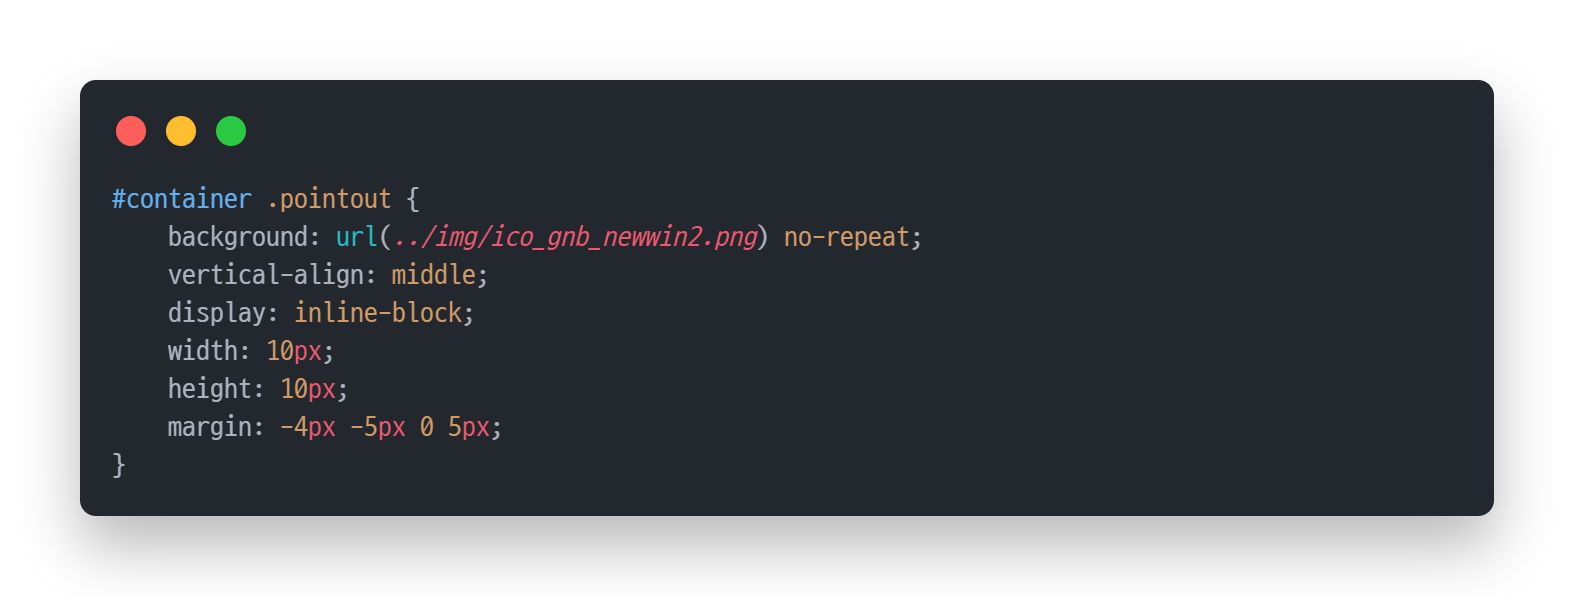 #container .pointout {
    background: url(../img/ico_gnb_newwin2.png) no-repeat;
    vertical-align: middle;
    display: inline-block;
    width: 10px;
    height: 10px;
    margin: -4px -5px 0 5px;
}